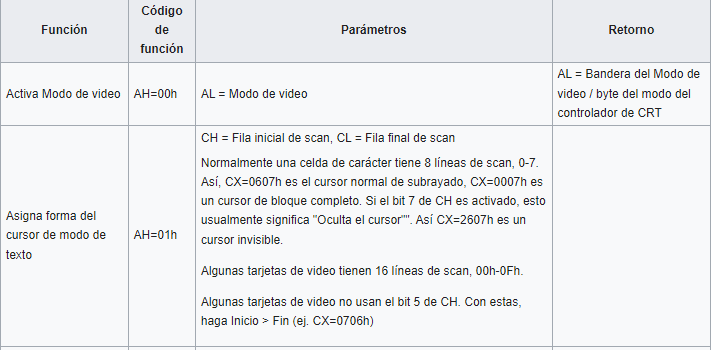 Función
Código
de
función
Parámetros
Retorno
Activa Modo de video
AH=00h
AL = Modo de video
AL = Bandera del Modo de
video / byte del modo del
controlador de CRT
Asigna forma del
cursor de modo de
texto
AH=01h
CH = Fila inicial de scan, CL = Fila final de scan
Normalmente una celda de carácter tiene 8 líneas de scan, 0-7.
Así, CX=0607h es el cursor normal de subrayado, CX=0007h es
un cursor de bloque completo. Si el bit 7 de CH es activado, esto
usualmente significa "Oculta el cursor"". Así CX=2607h es un
cursor invisible.
Algunas tarjetas de video tienen 16 líneas de scan, 00h-0Fh.
Algunas tarjetas de video no usan el bit 5 de CH. Con estas,
haga Inicio > Fin (ej. CX=0706h)